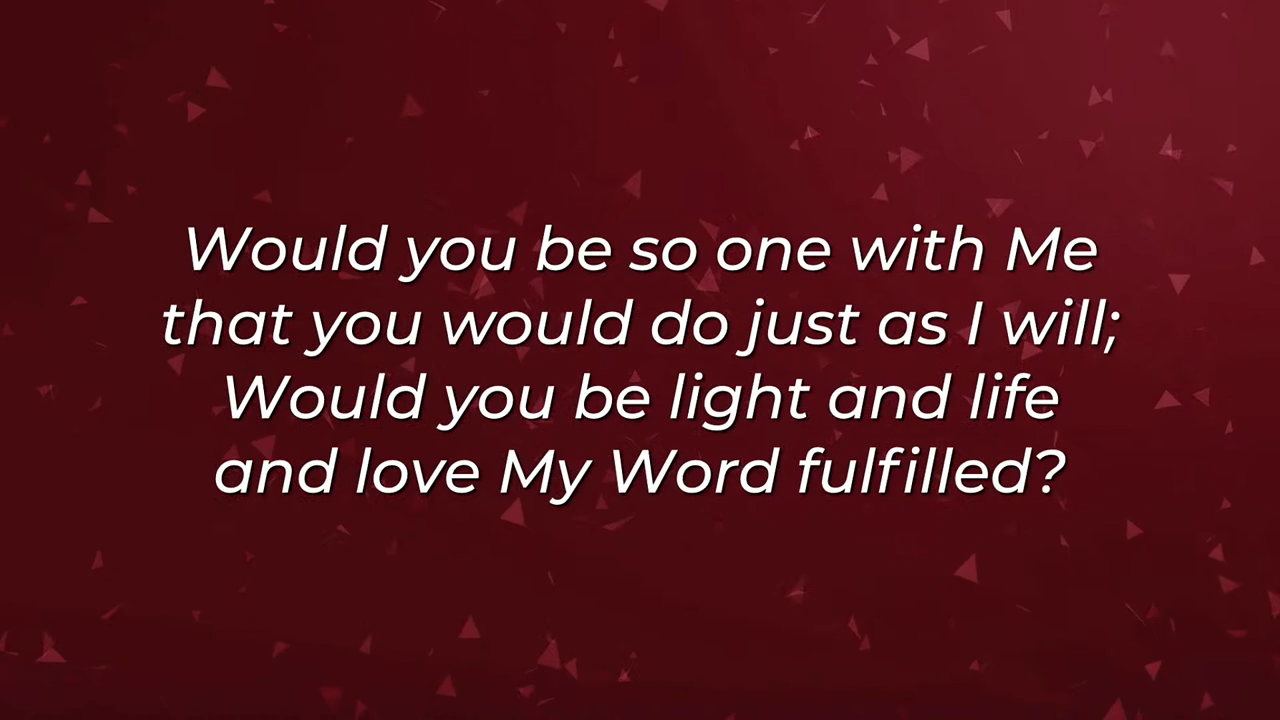 Would you be so one with Me
that you would do just as I will;
Would you be light and life
and love My Word fulfilled?